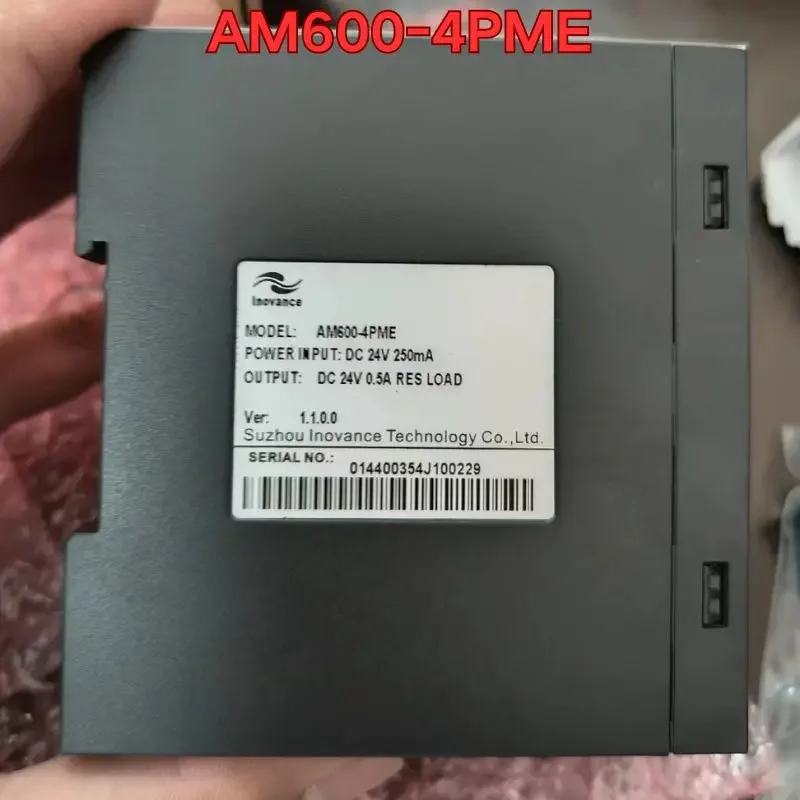 AM600-4PME
Inovance
MODEL: AM600-4PME
POWER INPUT: DC 24V 250mA
OUTPUT: DC 24V 0.5A RES LOAD
Ver: 1.1.0.0
Suzhou Inovance Technology Co.,Ltd.
SERIAL NO.: 014400354J100229